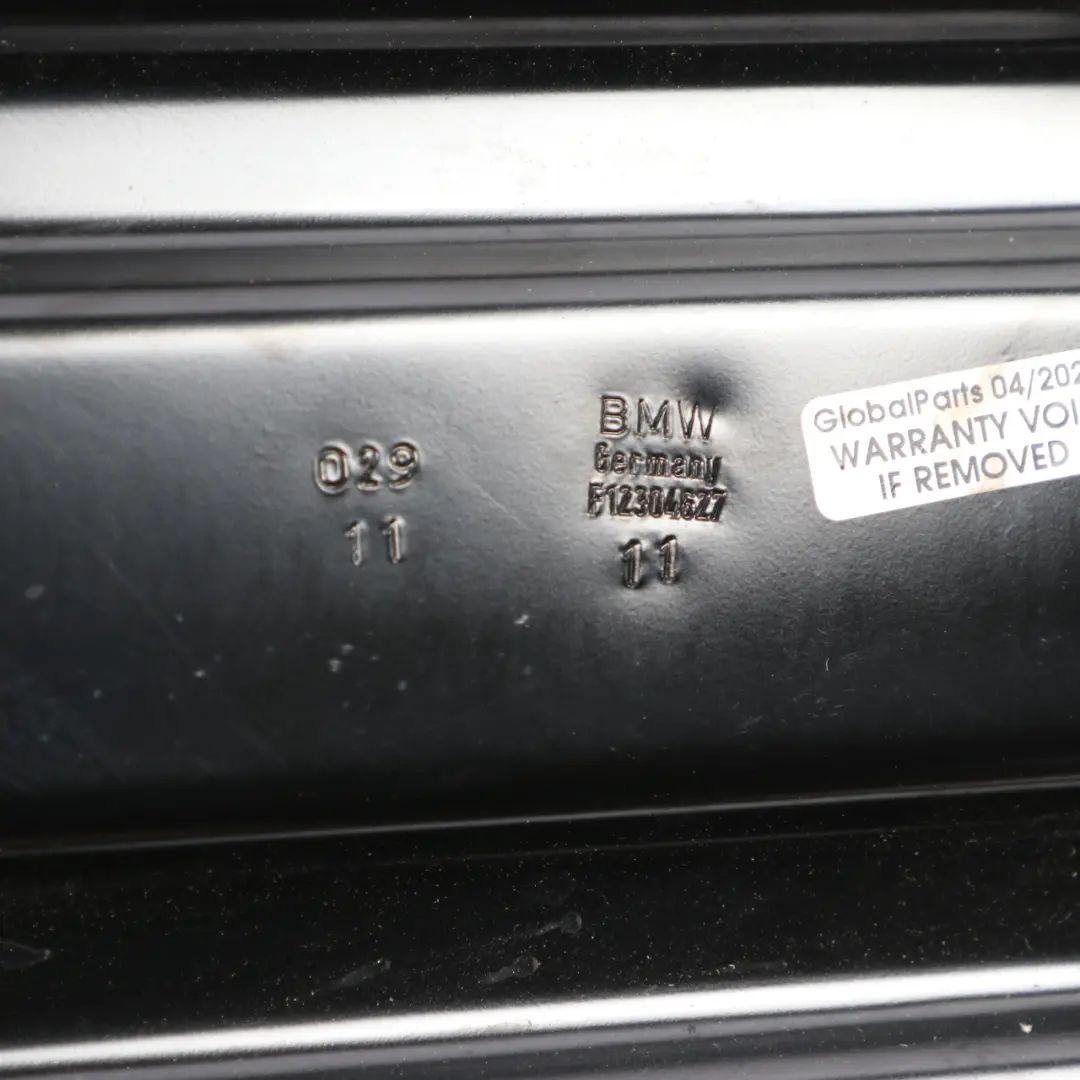 029
11
BMW
Germany
F12304627
11
GlobalParts 04/202
WARRANTY VOI
IF REMOVED